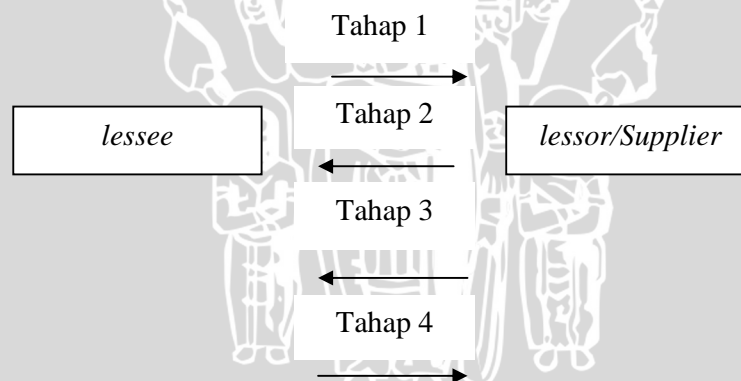 Tahap 1
Tahap 2
lessee
lessor/Supplier
Tahap 3
Tahap 4